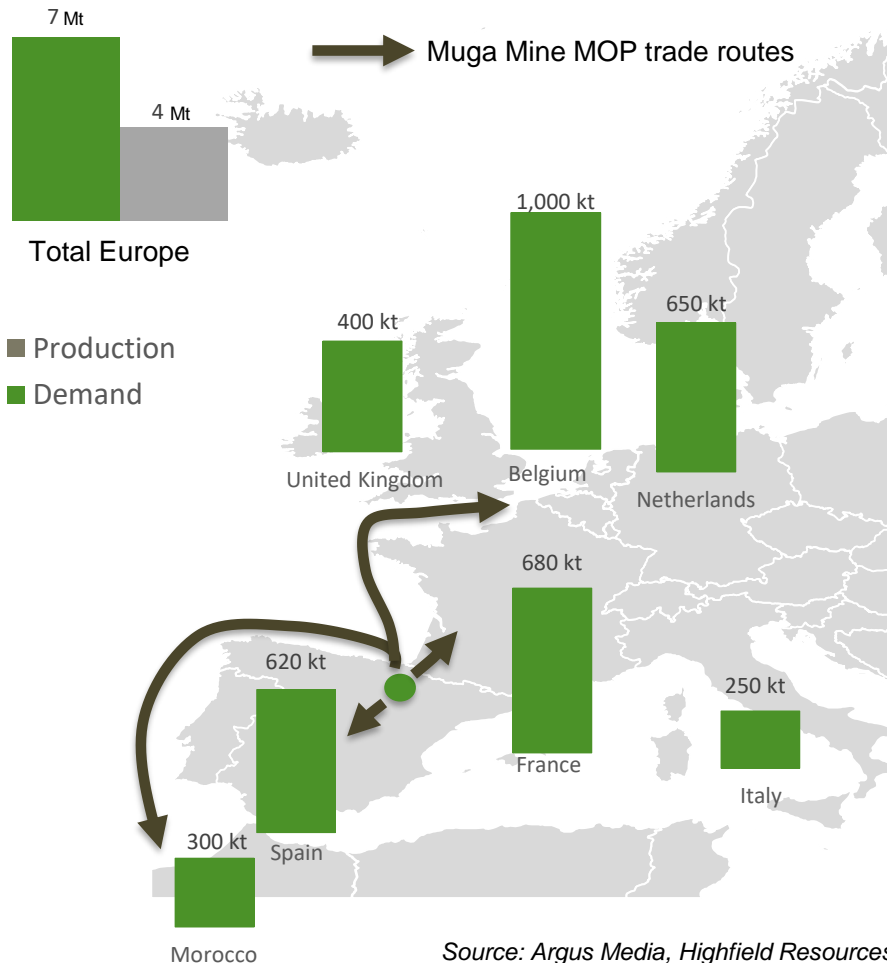 7 Mt
4 Mt
Total Europe
Muga Mine MOP trade routes
Production
Demand
1,000 kt
Belgium
650 kt
Netherlands
400 kt
United Kingdom
680 kt
France
620 kt
Spain
250 kt
Italy
300 kt
Morocco
Source: Argus Media, Highfield Resources